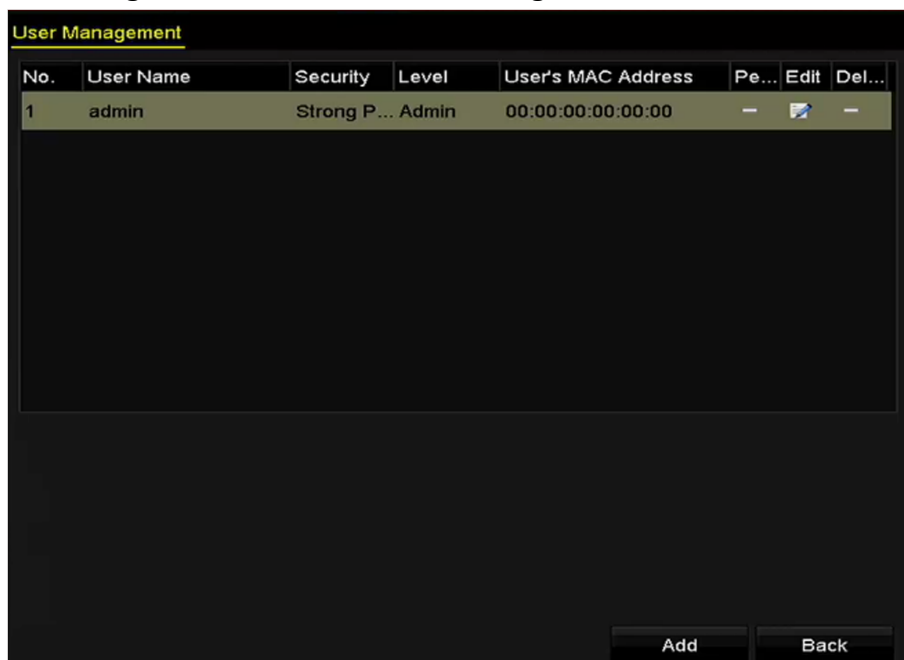 User Management
No. User Name Security Level User's MAC Address Pe... Edit Del...
1 admin Strong P... Admin 00:00:00:00:00:00 – –
Add Back